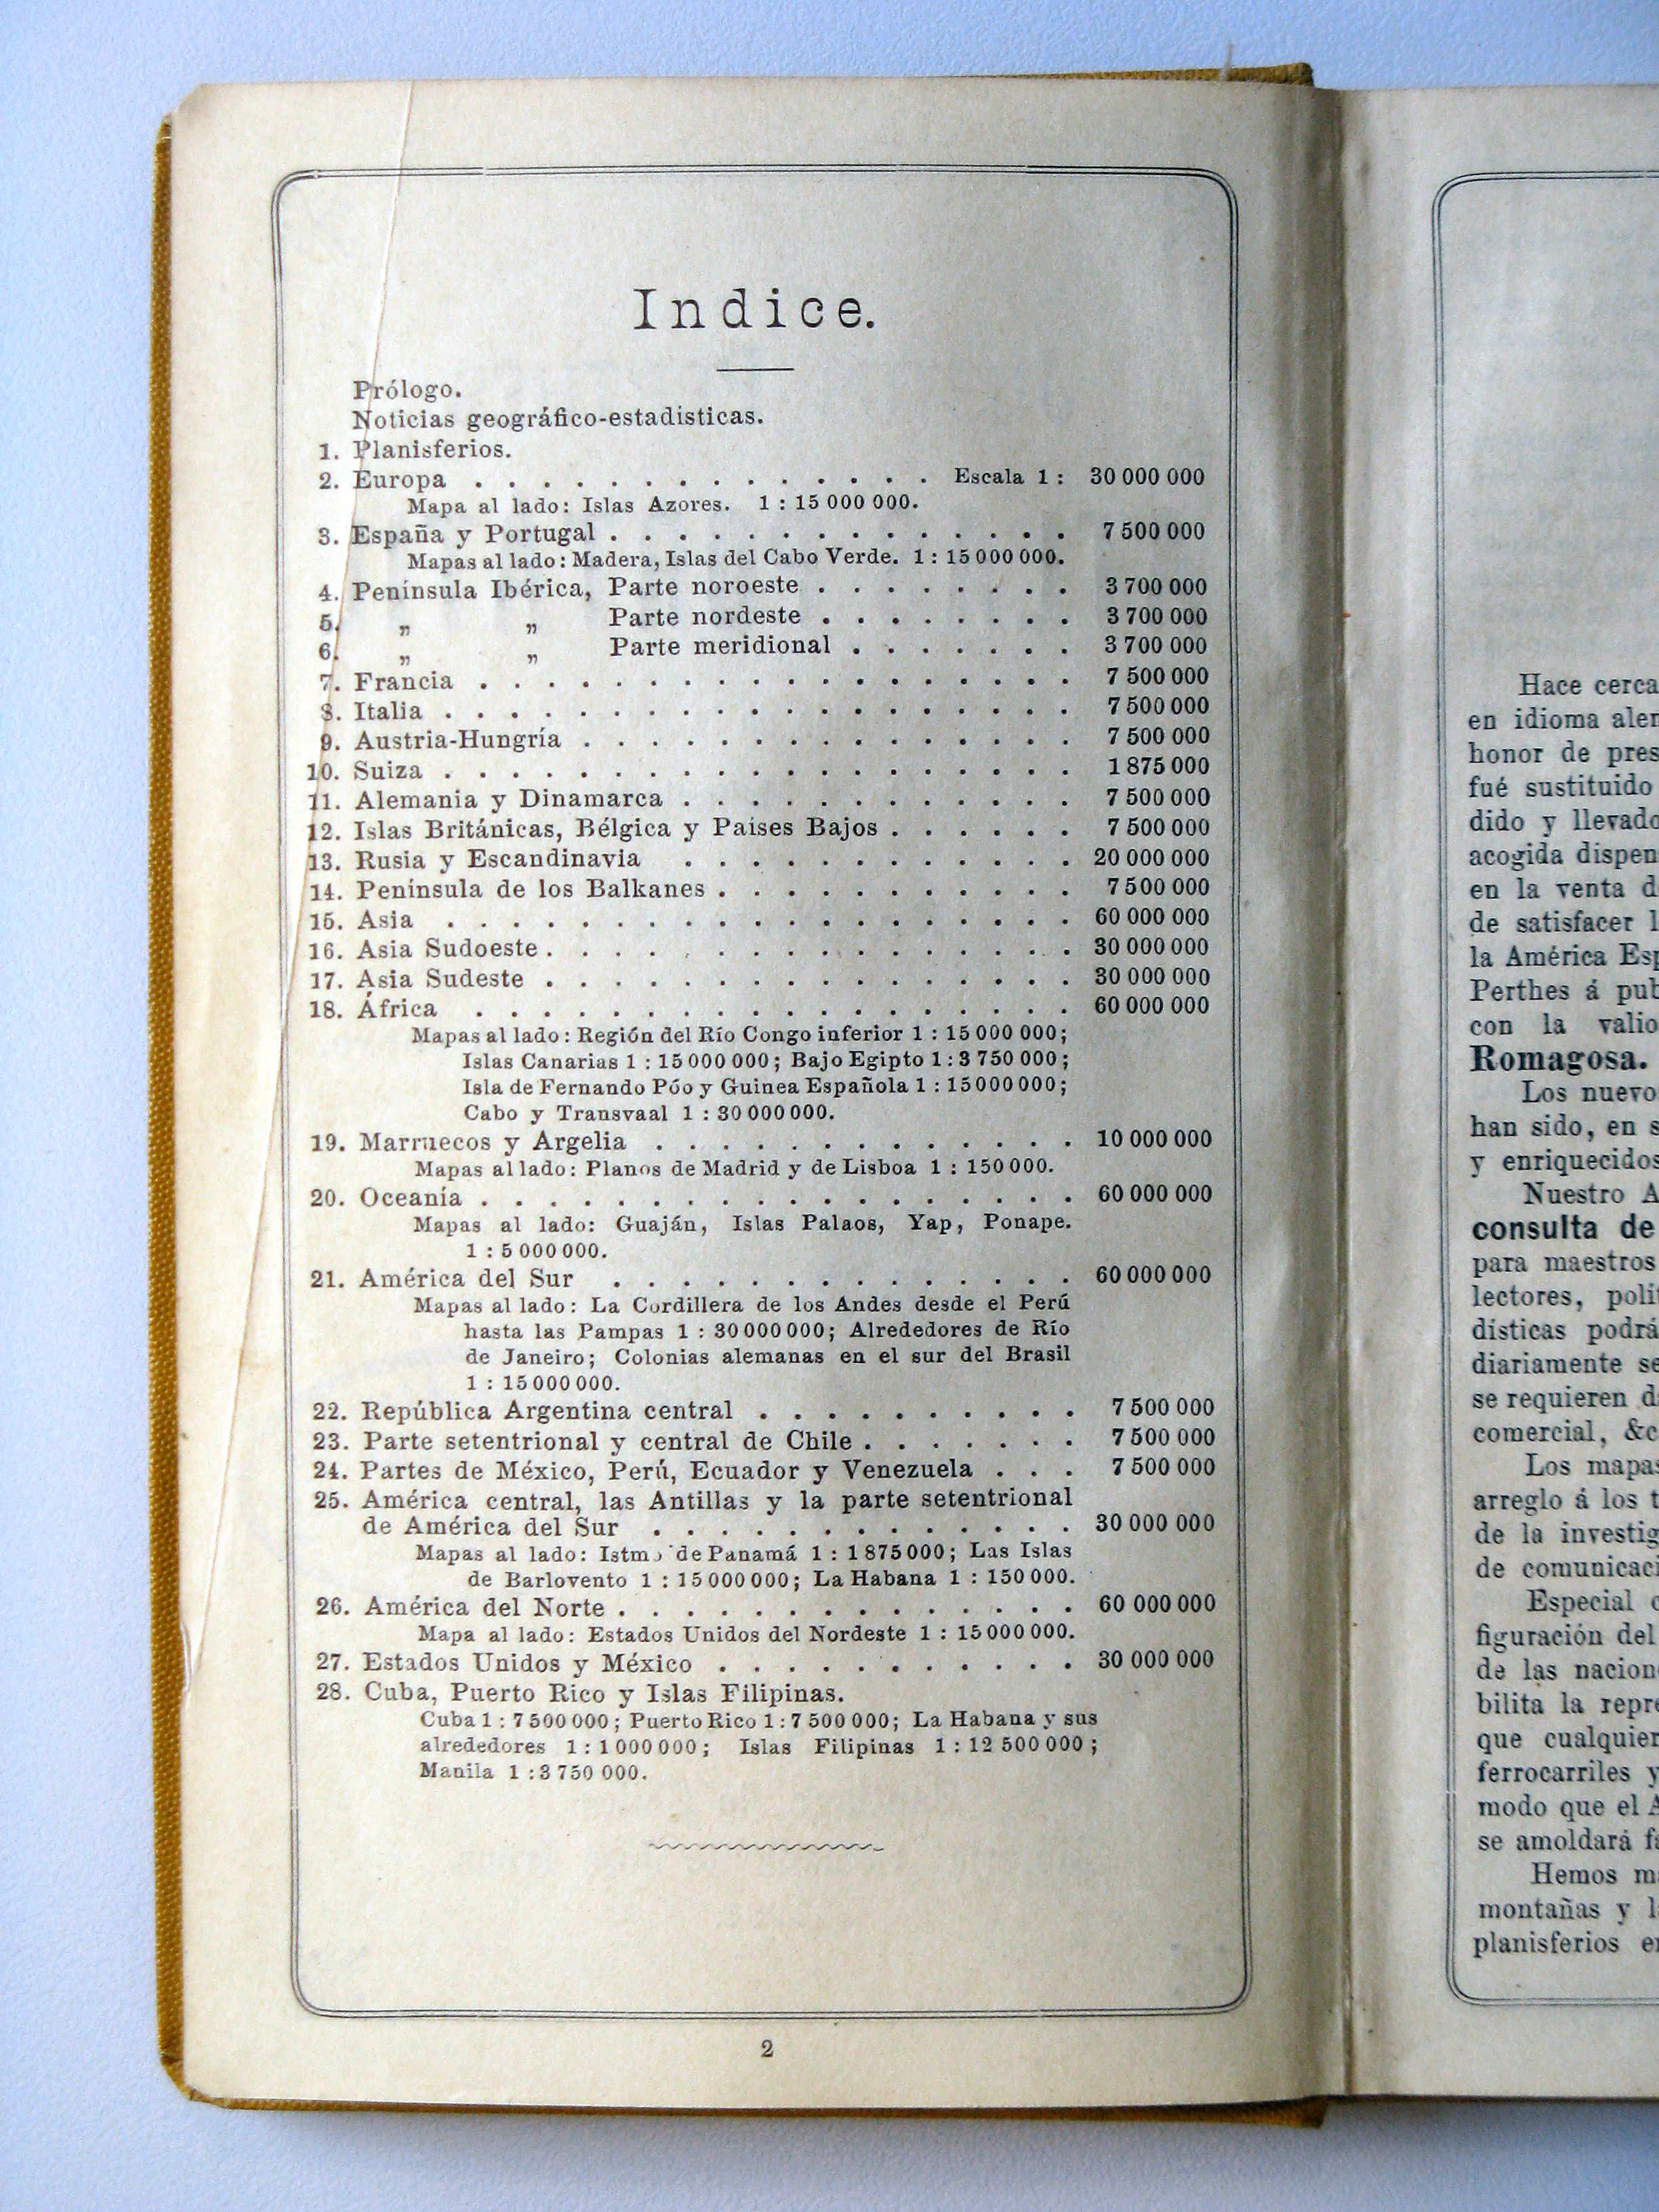 Indice.
Prólogo.
Noticias geográfico-estadísticas.
1. Planisferios.
2. Europa . . . . . . . . . . . . . . Escala 1 : 30 000 000
Mapa al lado: Islas Azores. 1 : 15 000 000.
3. España y Portugal . . . . . . . . . . . . . . 7 500 000
Mapas al lado: Madera, Islas del Cabo Verde. 1 : 15 000 000.
4. Península Ibérica, Parte noroeste . . . . . . . . 3 700 000
5. „ „ Parte nordeste . . . . . . . . 3 700 000
6. „ „ Parte meridional . . . . . . . 3 700 000
7. Francia . . . . . . . . . . . . . . . . . . 7 500 000
8. Italia . . . . . . . . . . . . . . . . . . . 7 500 000
9. Austria-Hungría . . . . . . . . . . . . . . . 7 500 000
10. Suiza . . . . . . . . . . . . . . . . . . . 1 875 000
11. Alemania y Dinamarca . . . . . . . . . . . . 7 500 000
12. Islas Británicas, Bélgica y Países Bajos . . . . . . 7 500 000
13. Rusia y Escandinavia . . . . . . . . . . . . 20 000 000
14. Península de los Balkanes . . . . . . . . . . . 7 500 000
15. Asia . . . . . . . . . . . . . . . . . . . 60 000 000
16. Asia Sudoeste . . . . . . . . . . . . . . . . 30 000 000
17. Asia Sudeste . . . . . . . . . . . . . . . . 30 000 000
18. África . . . . . . . . . . . . . . . . . . 60 000 000
Mapas al lado: Región del Río Congo inferior 1 : 15 000 000;
Islas Canarias 1 : 15 000 000; Bajo Egipto 1 : 3 750 000;
Isla de Fernando Póo y Guinea Española 1 : 15 000 000;
Cabo y Transvaal 1 : 30 000 000.
19. Marruecos y Argelia . . . . . . . . . . . . . 10 000 000
Mapas al lado: Planos de Madrid y de Lisboa 1 : 150 000.
20. Oceanía . . . . . . . . . . . . . . . . . . 60 000 000
Mapas al lado: Guaján, Islas Palaos, Yap, Ponape.
1 : 5 000 000.
21. América del Sur . . . . . . . . . . . . . . 60 000 000
Mapas al lado: La Cordillera de los Andes desde el Perú
hasta las Pampas 1 : 30 000 000; Alrededores de Río
de Janeiro; Colonias alemanas en el sur del Brasil
1 : 15 000 000.
22. República Argentina central . . . . . . . . . . 7 500 000
23. Parte setentrional y central de Chile . . . . . . . 7 500 000
24. Partes de México, Perú, Ecuador y Venezuela . . . 7 500 000
25. América central, las Antillas y la parte setentrional
de América del Sur . . . . . . . . . . . . . 30 000 000
Mapas al lado: Istmo de Panamá 1 : 1 875 000; Las Islas
de Barlovento 1 : 15 000 000; La Habana 1 : 150 000.
26. América del Norte . . . . . . . . . . . . . . 60 000 000
Mapa al lado: Estados Unidos del Nordeste 1 : 15 000 000.
27. Estados Unidos y México . . . . . . . . . . . 30 000 000
28. Cuba, Puerto Rico y Islas Filipinas.
Cuba 1 : 7 500 000; Puerto Rico 1 : 7 500 000; La Habana y sus
alrededores 1 : 1 000 000; Islas Filipinas 1 : 12 500 000;
Manila 1 : 3 750 000.
2
Hace cerca
en idioma
honor de
fué sustituido
dido y
acogida
en la venta
de satisfacer
la América
Perthes á
con la
Romagosa.
Los
han sido, en
y
Nuestro
consulta de
para maestros
lectores,
dísticas
diariamente
se requieren
comercial, &c
Los
arreglo á los
de la
de
Especial
figuración del
de las
bilita la
que
ferrocarriles y
modo que el
se amoldará
Hemos
montañas y
planisferios